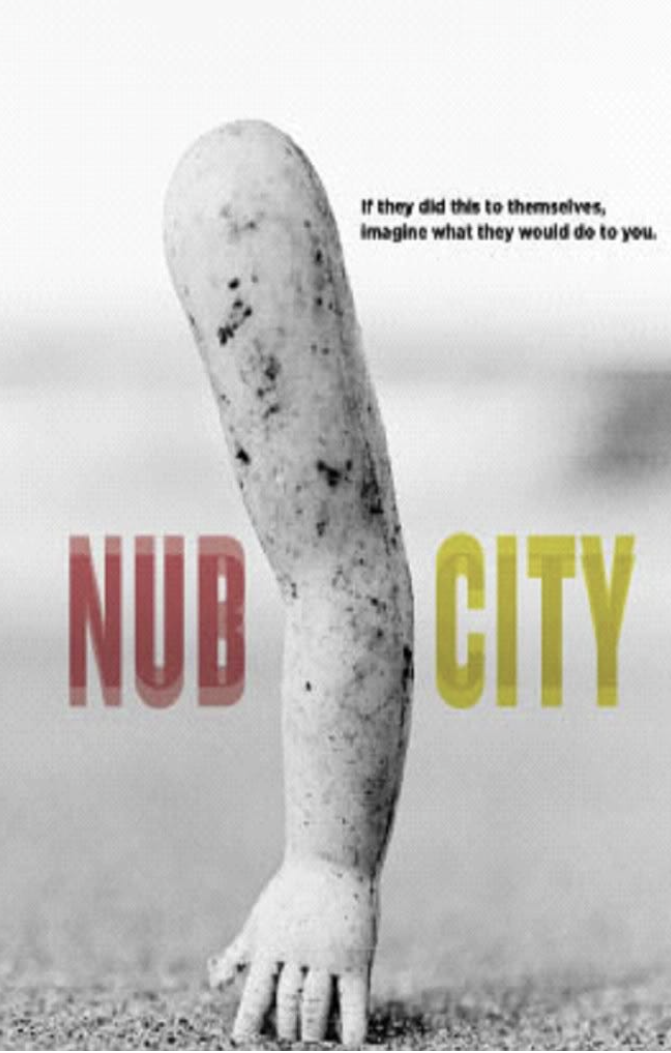 If they did this to themselves,
imagine what they would do to you.
NUB CITY